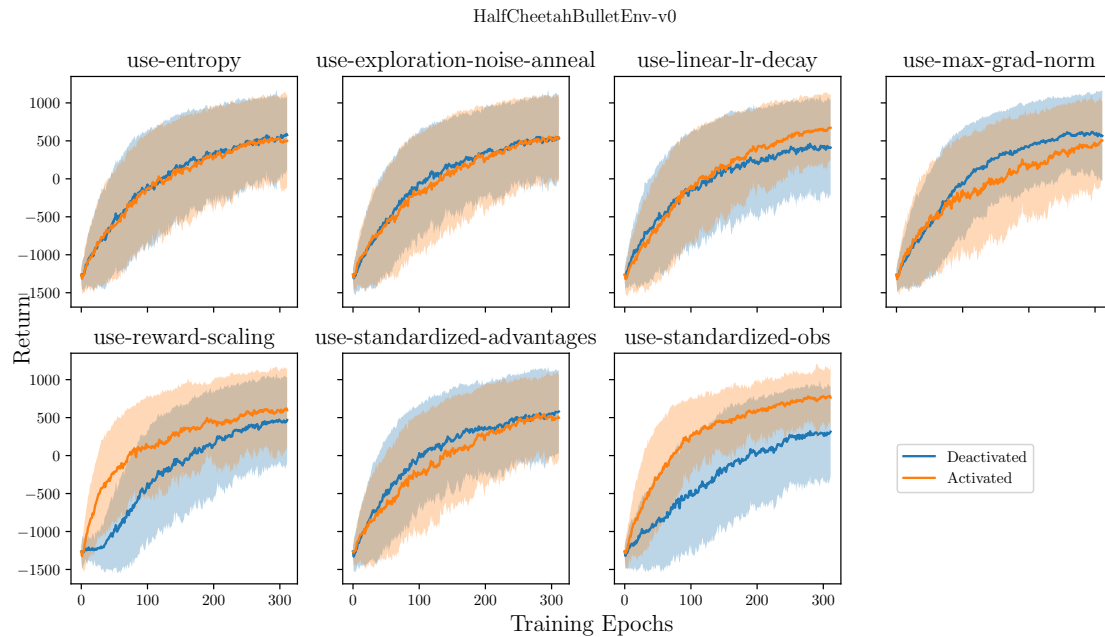 HalfCheetahBulletEnv-v0
use-entropy
use-exploration-noise-anneal
use-linear-lr-decay
use-max-grad-norm
1000
500
0
−500
−1000
−1500
use-reward-scaling
use-standardized-advantages
use-standardized-obs
1000
500
0
−500
−1000
−1500
0 100 200 300
0 100 200 300
0 100 200 300
Return
Training Epochs
Deactivated
Activated